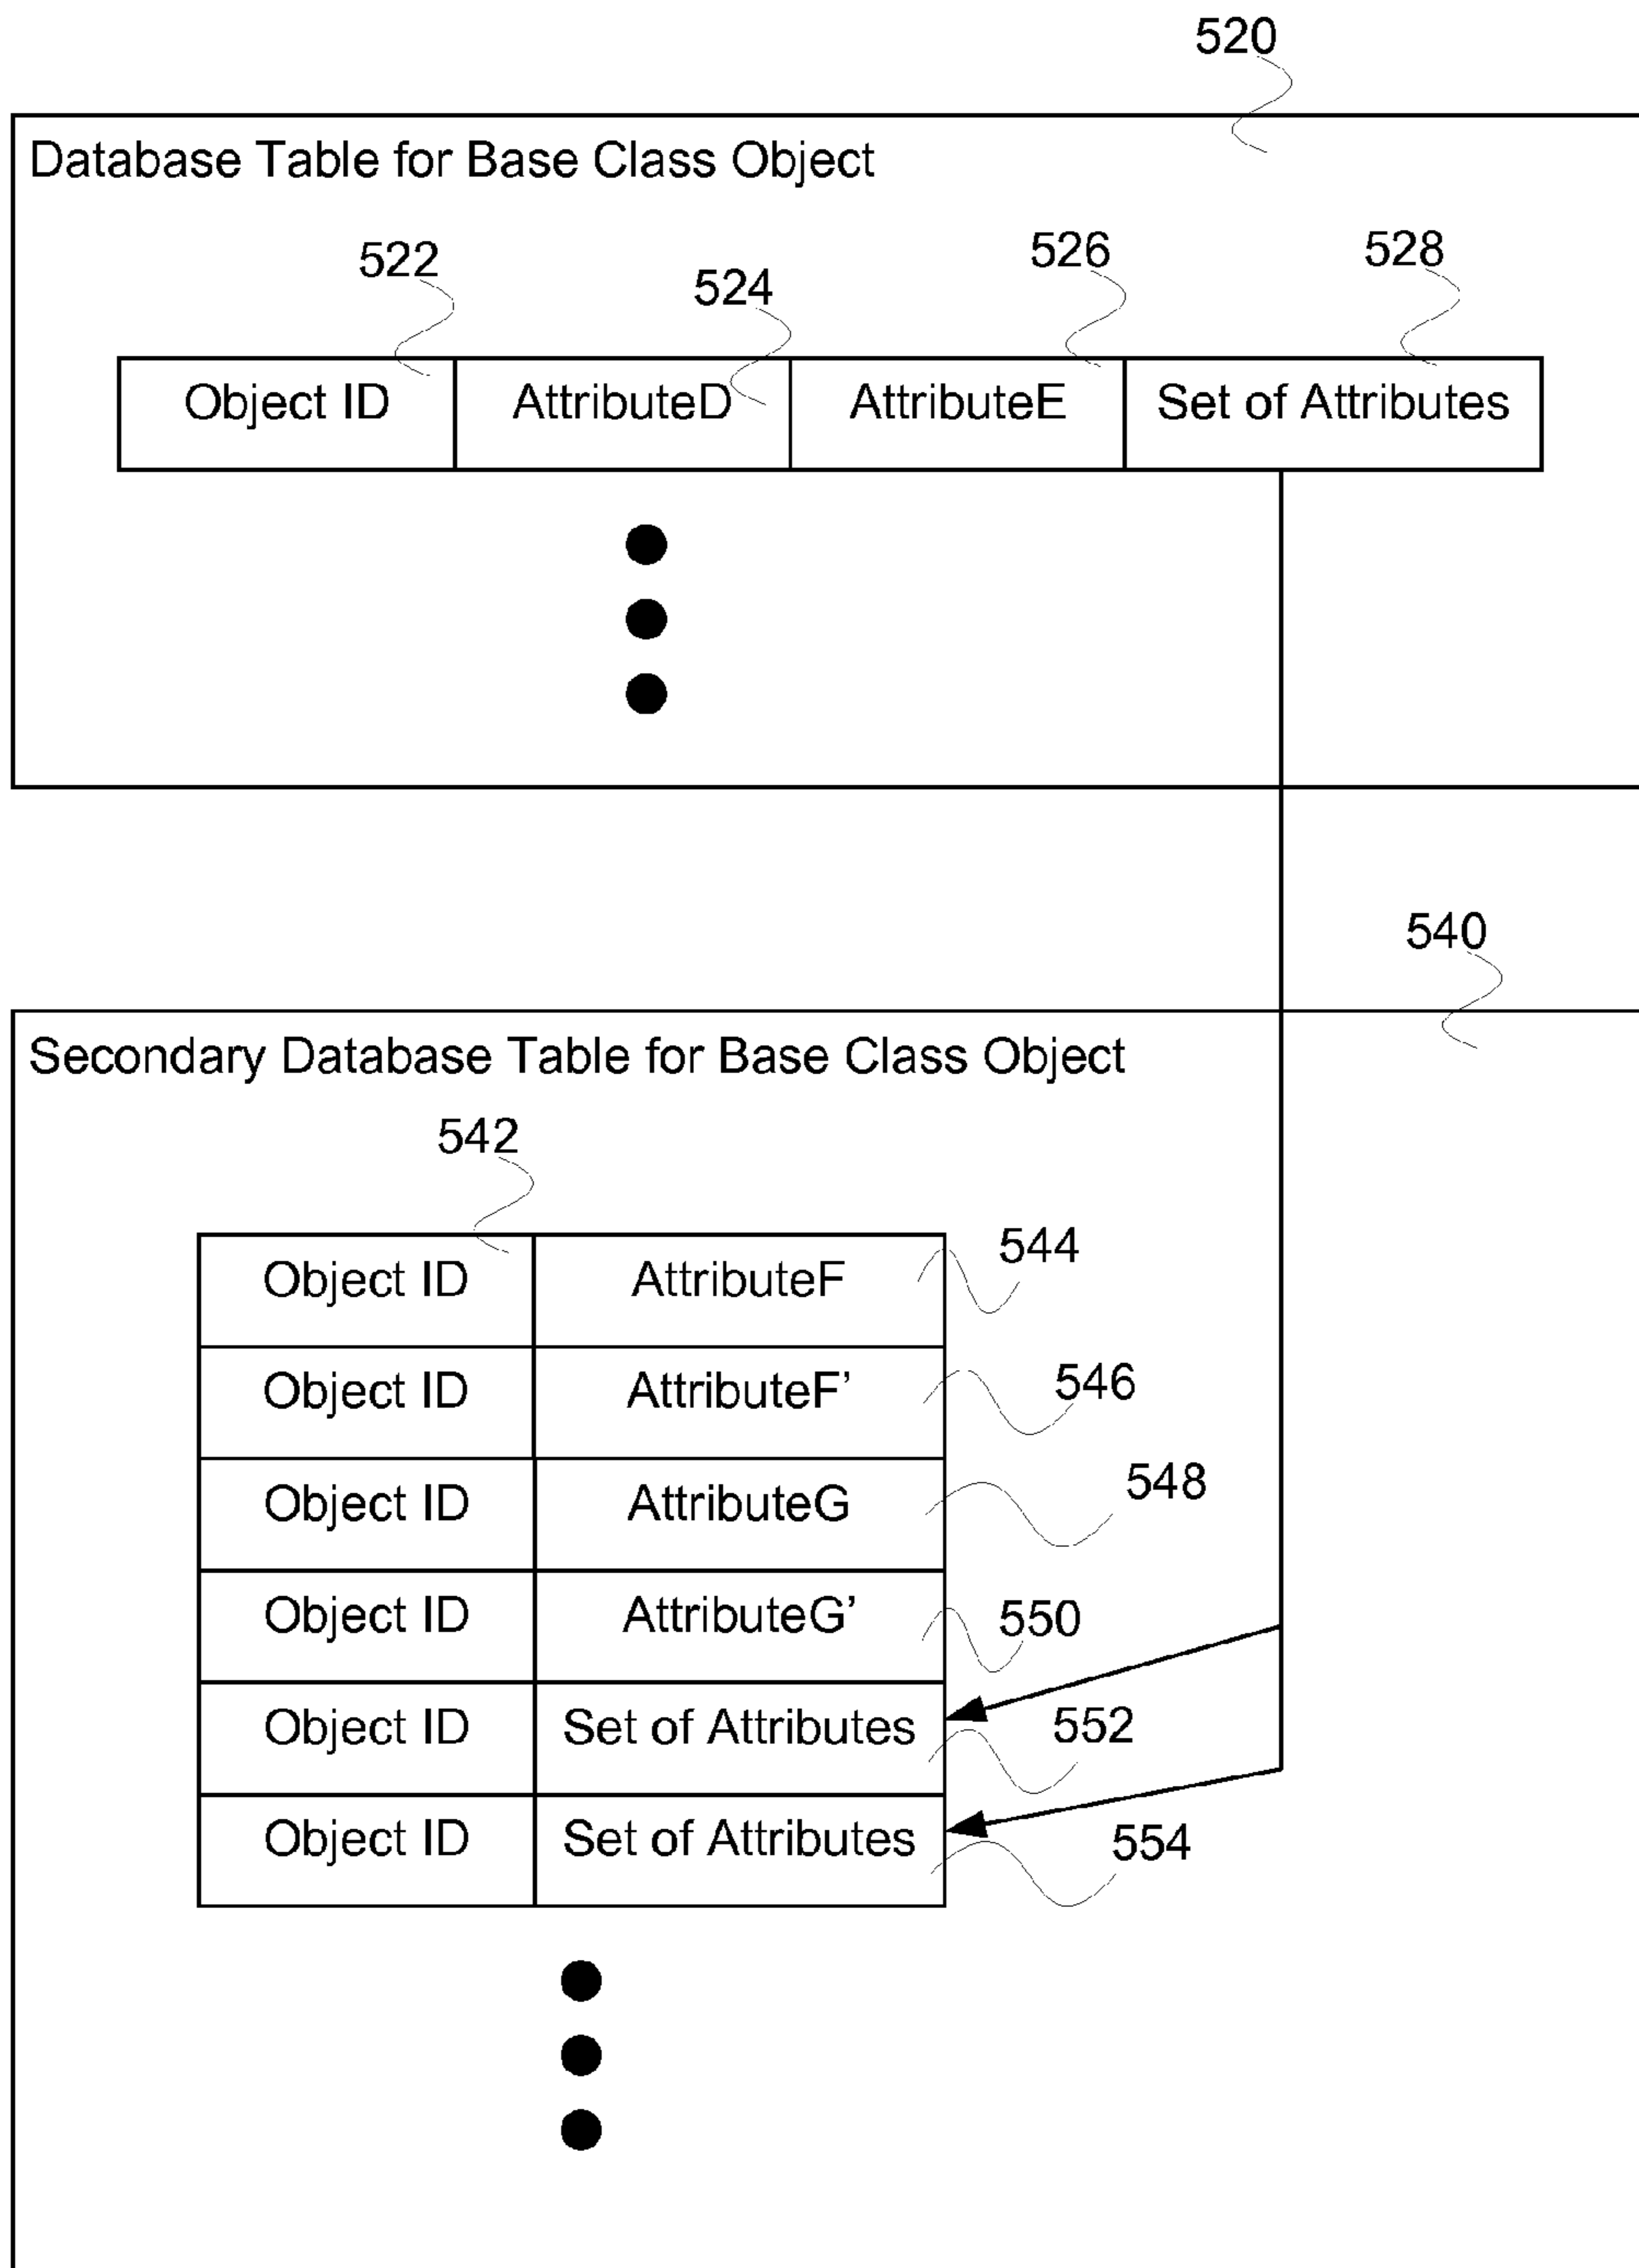 520
Database Table for Base Class Object
522
524
526
528
Object ID AttributeD AttributeE Set of Attributes
540
Secondary Database Table for Base Class Object
542
Object ID AttributeF 544
Object ID AttributeF’ 546
Object ID AttributeG 548
Object ID AttributeG’ 550
Object ID Set of Attributes 552
Object ID Set of Attributes 554